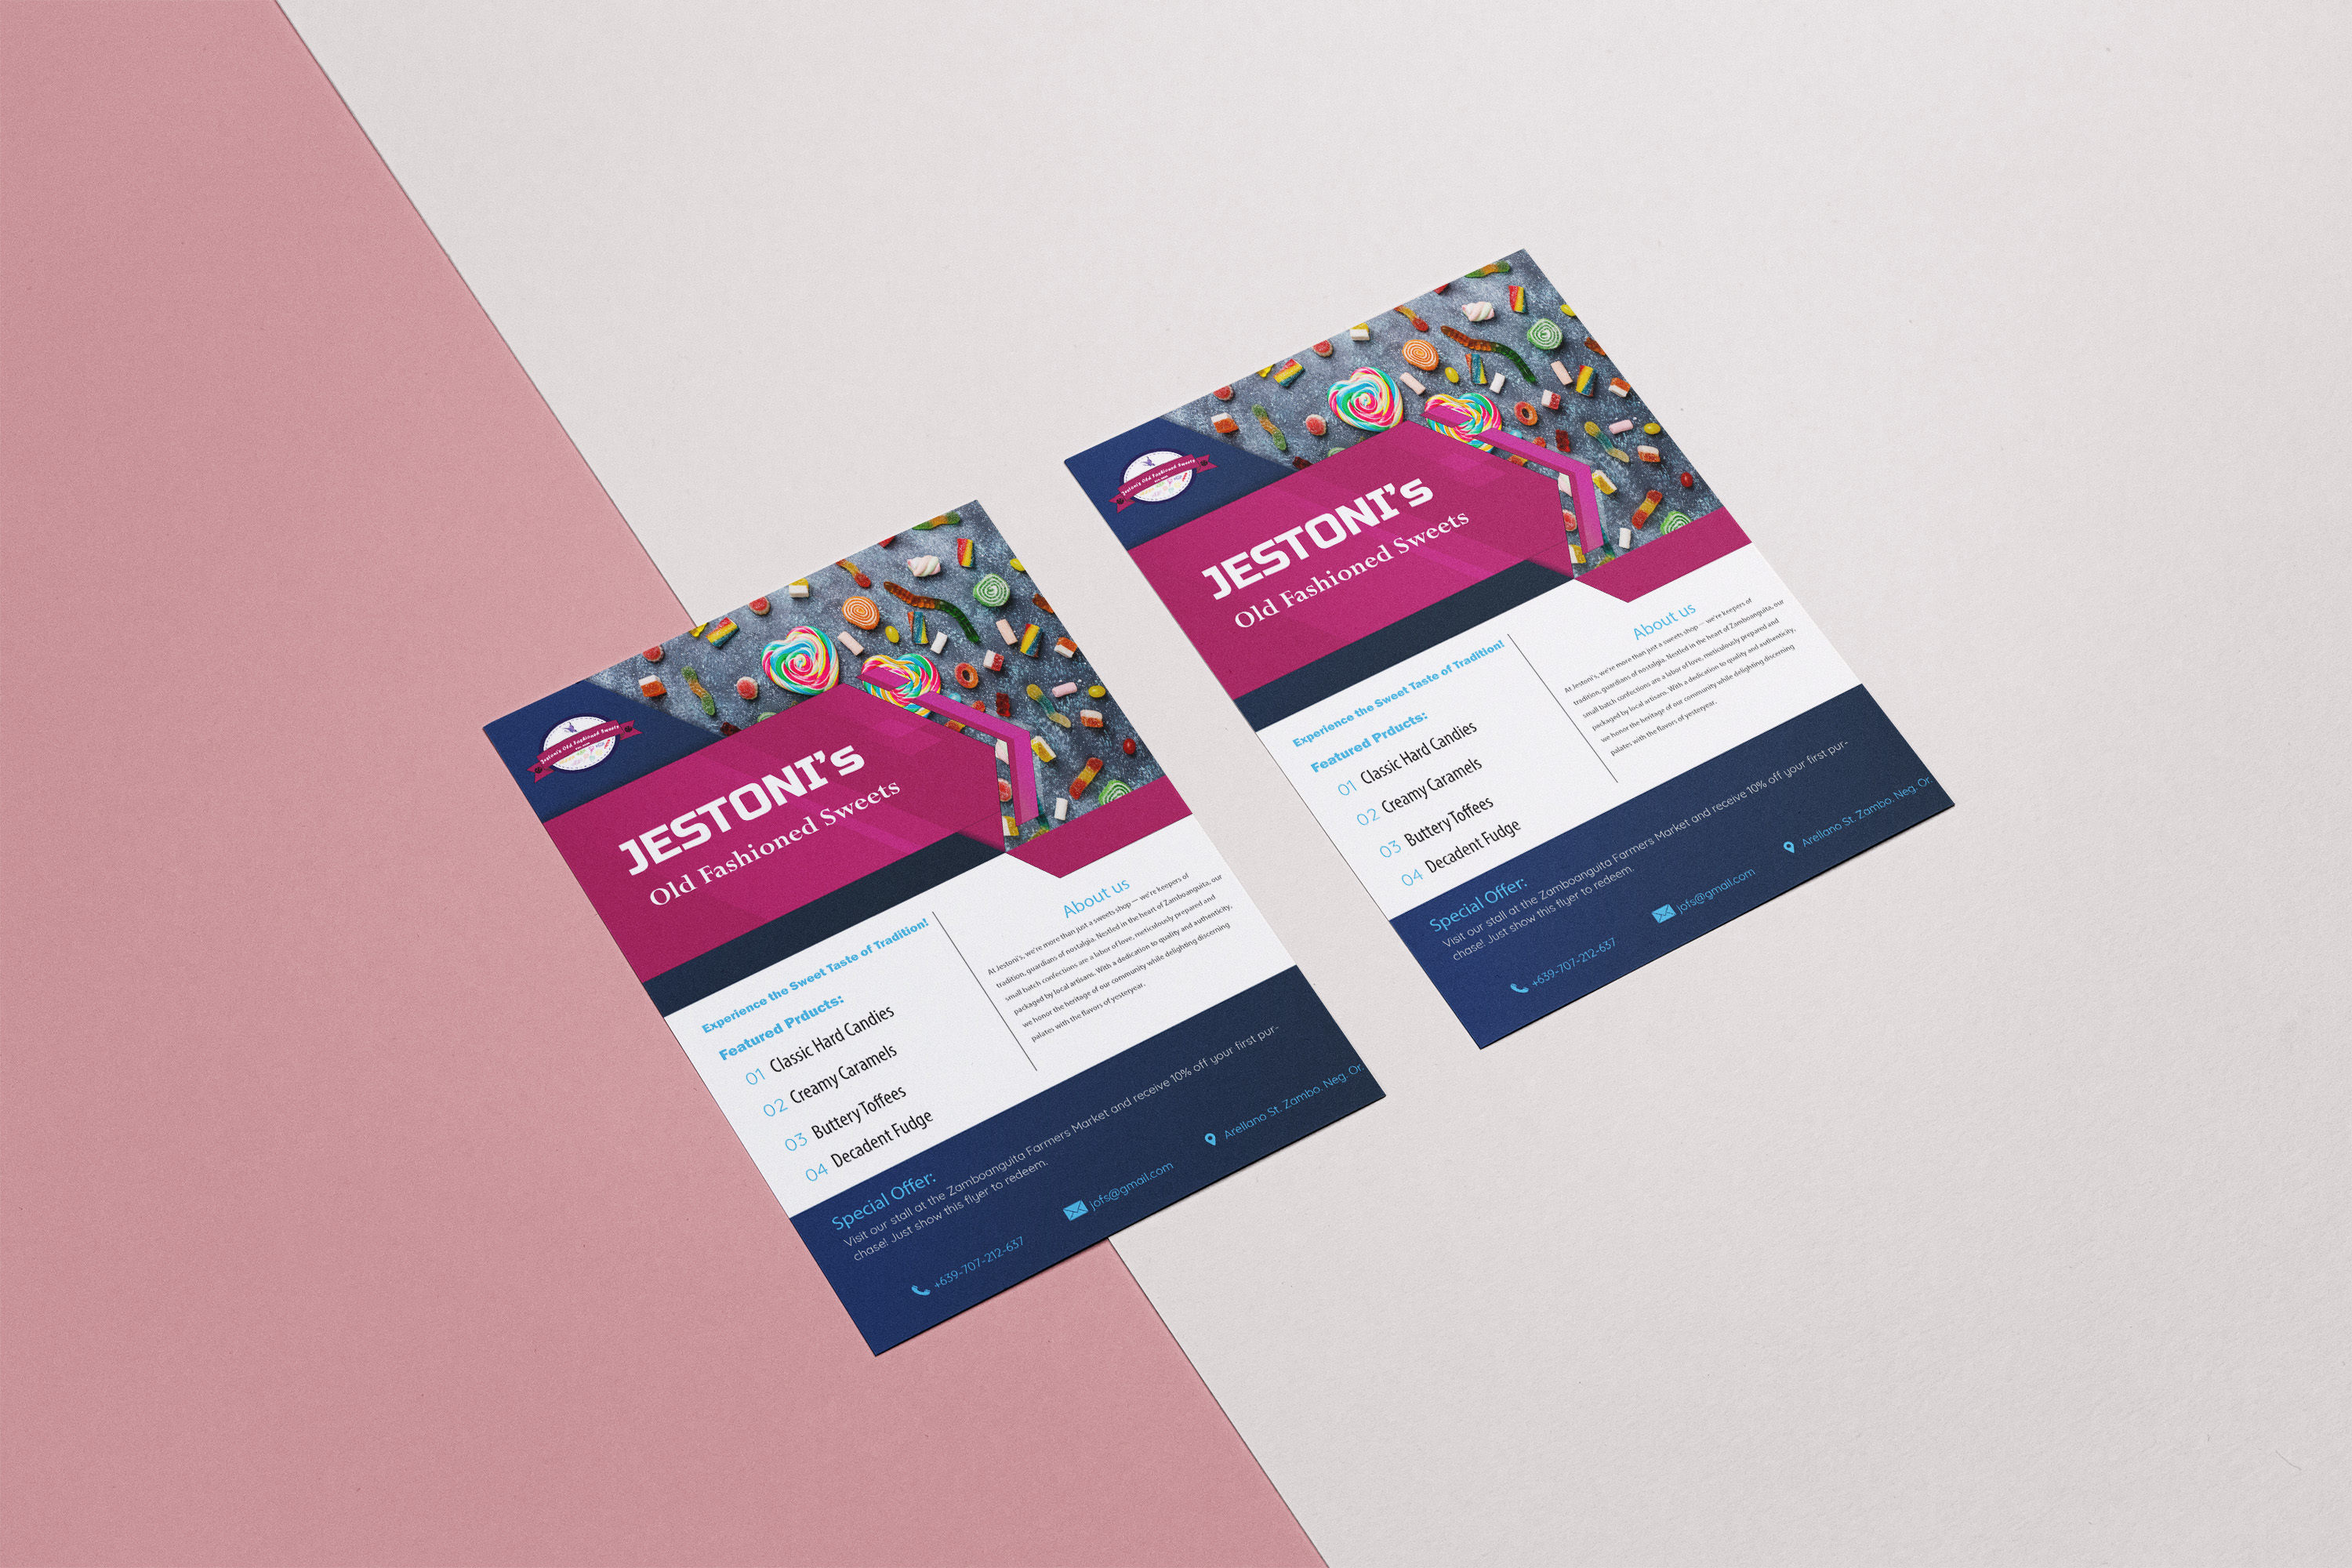 Jestoni's Old Fashioned Sweets
JESTONI's
Old Fashioned Sweets
Experience the Sweet Taste of Tradition!
Featured Prducts:
01 Classic Hard Candies
02 Creamy Caramels
03 Buttery Toffees
04 Decadent Fudge
About us
At Jestoni's, we're more than just a sweets shop — we're keepers of
tradition, guardians of nostalgia. Nestled in the heart of Zamboanguita, our
small batch confections are a labor of love, meticulously prepared and
packaged by local artisans. With a dedication to quality and authenticity,
we honor the heritage of our community while delighting discerning
palates with the flavors of yesteryear.
Special Offer:
Visit our stall at the Zamboanguita Farmers Market and receive 10% off your first pur-
chase! Just show this flyer to redeem.
+639-707-212-637
jofs@gmail.com
Arellano St. Zambo. Neg. Or.
Jestoni's Old Fashioned Sweets
JESTONI's
Old Fashioned Sweets
Experience the Sweet Taste of Tradition!
Featured Prducts:
01 Classic Hard Candies
02 Creamy Caramels
03 Buttery Toffees
04 Decadent Fudge
About us
At Jestoni's, we're more than just a sweets shop — we're keepers of
tradition, guardians of nostalgia. Nestled in the heart of Zamboanguita, our
small batch confections are a labor of love, meticulously prepared and
packaged by local artisans. With a dedication to quality and authenticity,
we honor the heritage of our community while delighting discerning
palates with the flavors of yesteryear.
Special Offer:
Visit our stall at the Zamboanguita Farmers Market and receive 10% off your first pur-
chase! Just show this flyer to redeem.
+639-707-212-637
jofs@gmail.com
Arellano St. Zambo. Neg. Or.